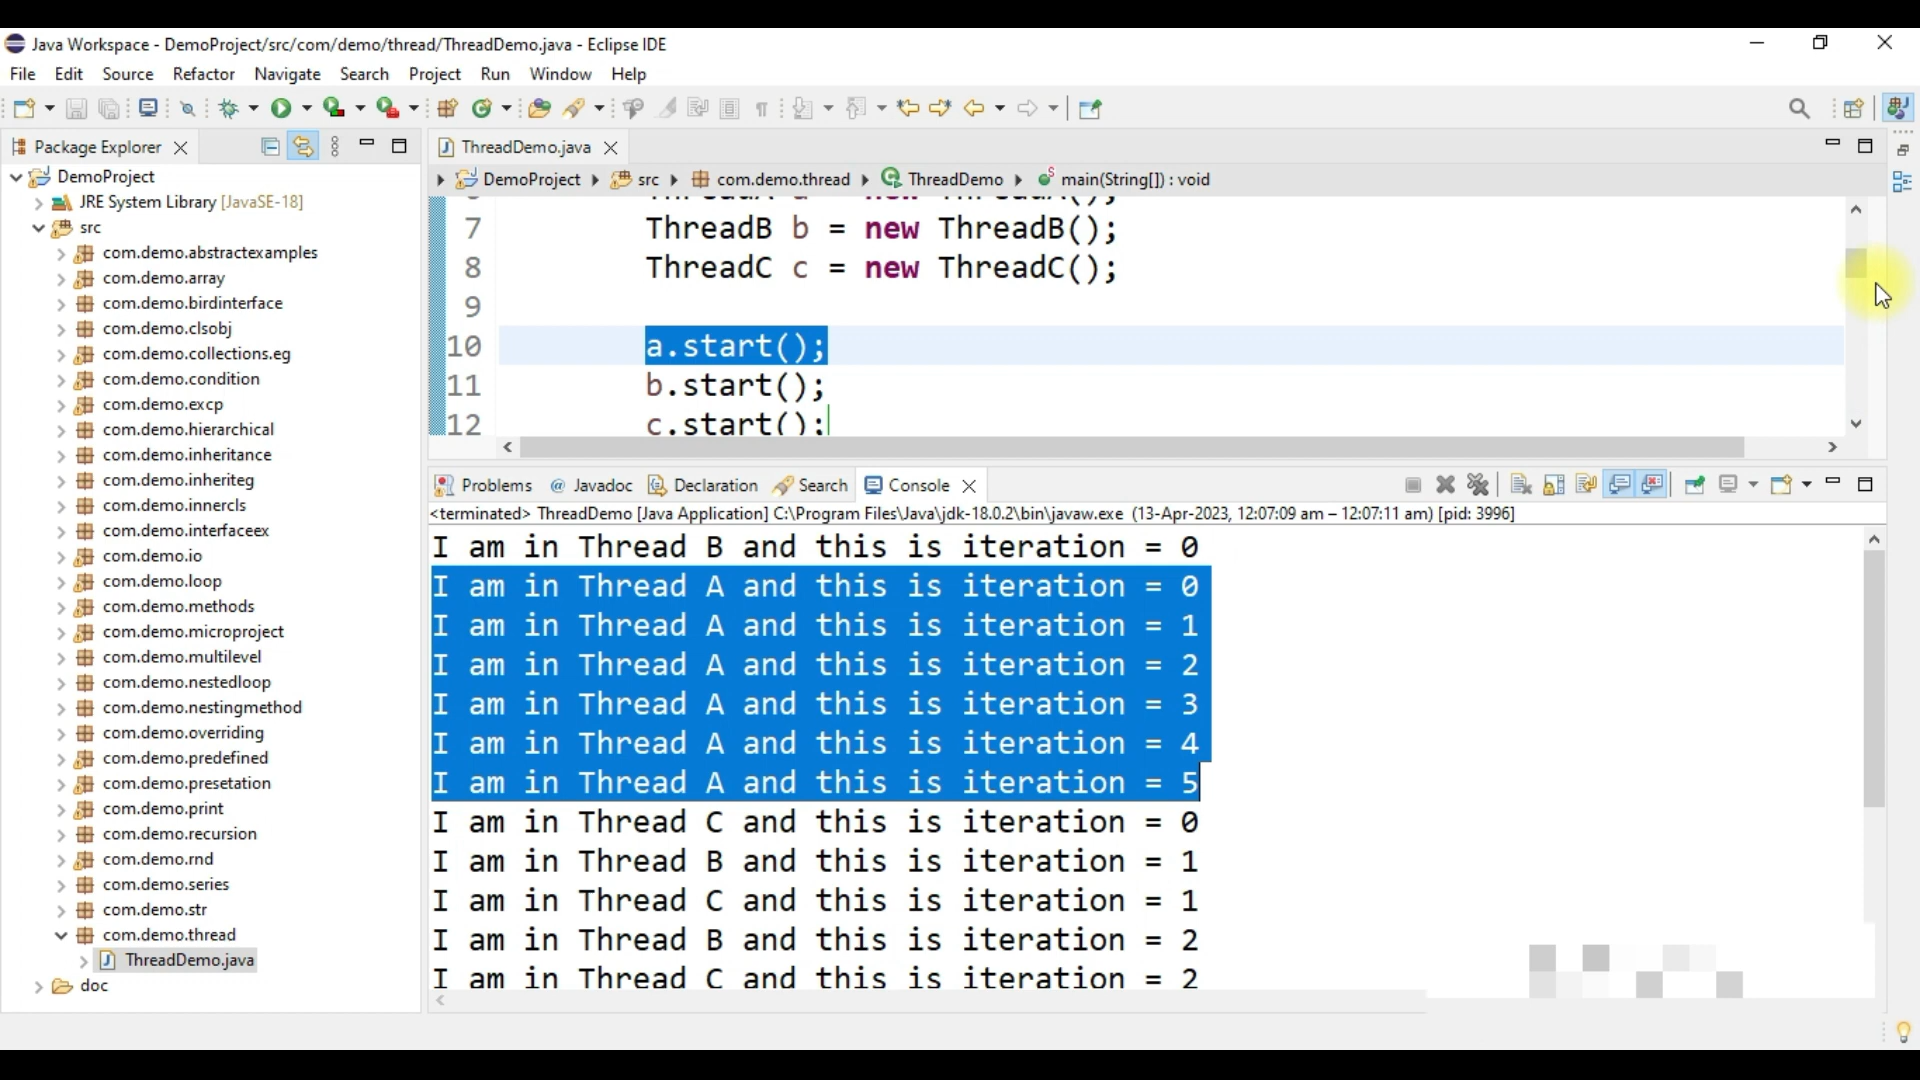 Java Workspace - DemoProject/src/com/demo/thread/ThreadDemo.java - Eclipse IDE
File Edit Source Refactor Navigate Search Project Run Window Help
Package Explorer
DemoProject
JRE System Library [JavaSE-18]
src
com.demo.abstractexamples
com.demo.array
com.demo.birdinterface
com.demo.clsobj
com.demo.collections.eg
com.demo.condition
com.demo.excp
com.demo.hierarchical
com.demo.inheritance
com.demo.inheriteg
com.demo.innercls
com.demo.interfaceex
com.demo.io
com.demo.loop
com.demo.methods
com.demo.microproject
com.demo.multilevel
com.demo.nestedloop
com.demo.nestingmethod
com.demo.overriding
com.demo.predefined
com.demo.presetation
com.demo.print
com.demo.recursion
com.demo.rnd
com.demo.series
com.demo.str
com.demo.thread
ThreadDemo.java
doc
ThreadDemo.java
DemoProject src com.demo.thread ThreadDemo main(String[]) : void
7 ThreadB b = new ThreadB();
8 ThreadC c = new ThreadC();
9
10 a.start();
11 b.start();
12 c.start();
Problems @ Javadoc Declaration Search Console
<terminated> ThreadDemo [Java Application] C:\Program Files\Java\jdk-18.0.2\bin\javaw.exe (13-Apr-2023, 12:07:09 am – 12:07:11 am) [pid: 3996]
I am in Thread B and this is iteration = 0
I am in Thread A and this is iteration = 0
I am in Thread A and this is iteration = 1
I am in Thread A and this is iteration = 2
I am in Thread A and this is iteration = 3
I am in Thread A and this is iteration = 4
I am in Thread A and this is iteration = 5
I am in Thread C and this is iteration = 0
I am in Thread B and this is iteration = 1
I am in Thread C and this is iteration = 1
I am in Thread B and this is iteration = 2
I am in Thread C and this is iteration = 2